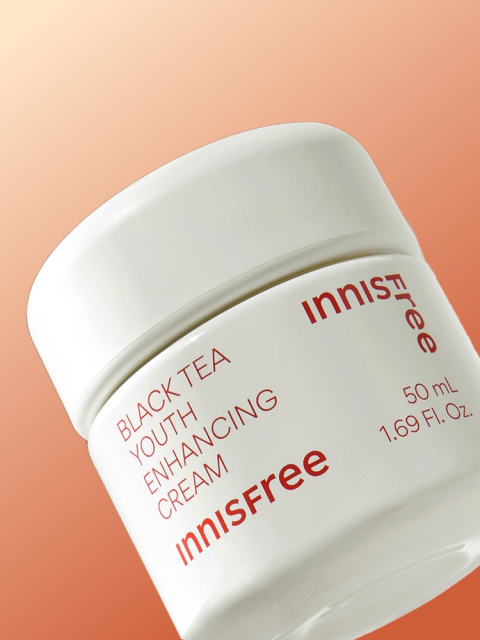 INNISFree
BLACK TEA
YOUTH
ENHANCING
CREAM
INNISFree
50 mL
1.69 Fl. Oz.